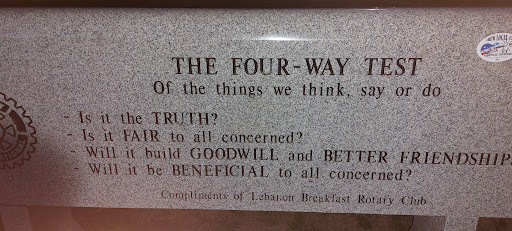 THE FOUR-WAY TEST
Of the things we think, say or do
- Is it the TRUTH?
- Is it FAIR to all concerned?
- Will it build GOODWILL and BETTER FRIENDSHIP
- Will it be BENEFICIAL to all concerned?
Compliments of Lebanon Breakfast Rotary Club